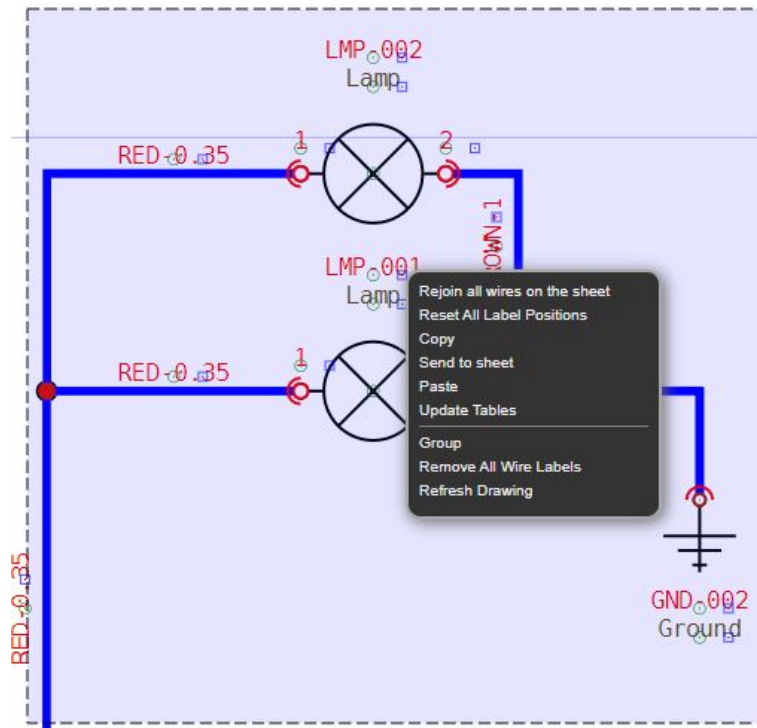 LMP-002
Lamp
1
2
RED-0.35
LMP-001
Lamp
1
RED-0.35
Rejoin all wires on the sheet
Reset All Label Positions
Copy
Send to sheet
Paste
Update Tables
Group
Remove All Wire Labels
Refresh Drawing
RED-0.35
GND-002
Ground